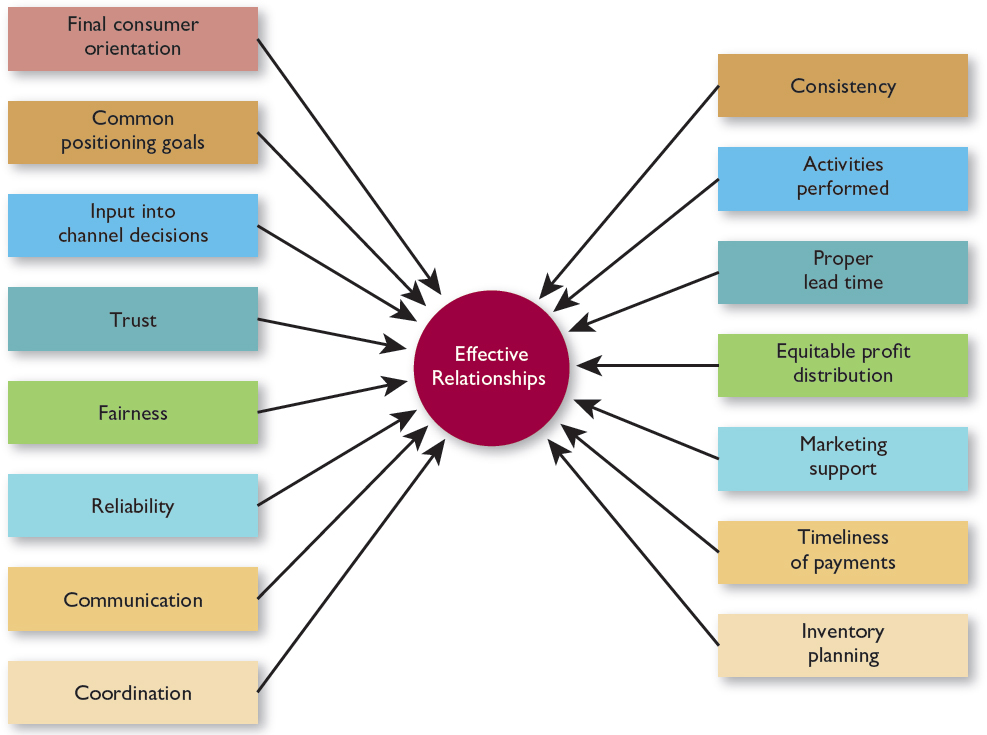 Final consumer
orientation
Common
positioning goals
Input into
channel decisions
Trust
Fairness
Reliability
Communication
Coordination
Effective
Relationships
Consistency
Activities
performed
Proper
lead time
Equitable profit
distribution
Marketing
support
Timeliness
of payments
Inventory
planning